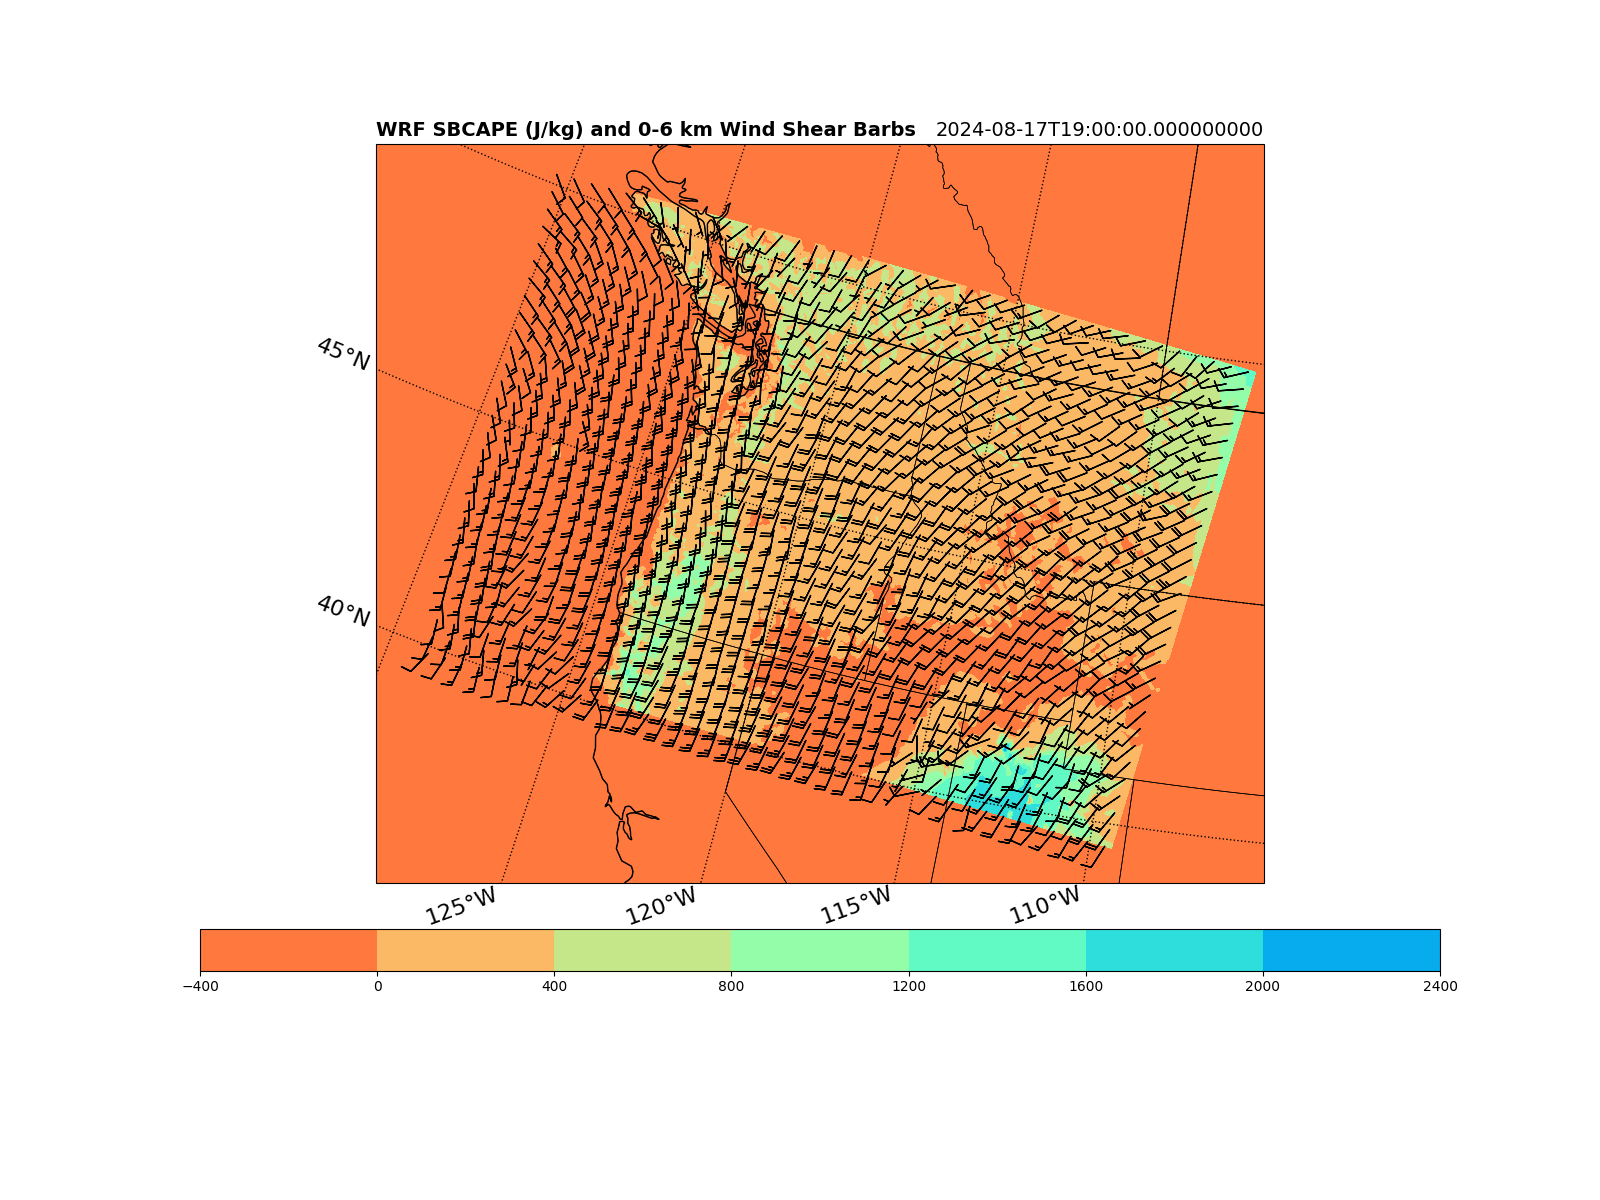 WRF SBCAPE (J/kg) and 0-6 km Wind Shear Barbs 2024-08-17T19:00:00.000000000
45°N
40°N
125°W 120°W 115°W 110°W
−400 0 400 800 1200 1600 2000 2400